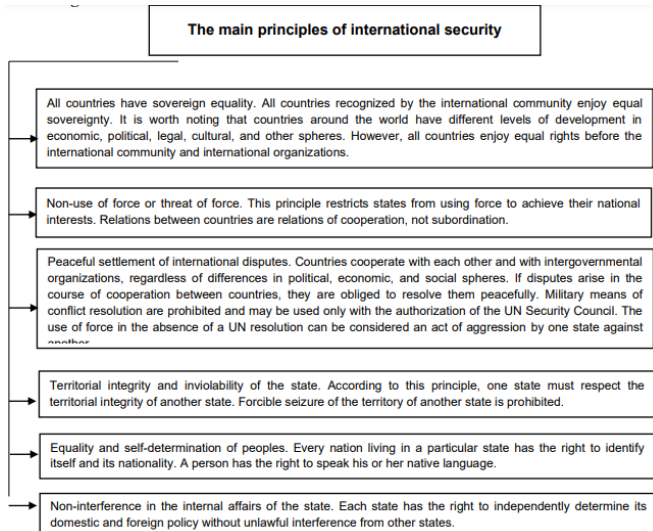 The main principles of international security
All countries have sovereign equality. All countries recognized by the international community enjoy equal
sovereignty. It is worth noting that countries around the world have different levels of development in
economic, political, legal, cultural, and other spheres. However, all countries enjoy equal rights before the
international community and international organizations.
Non-use of force or threat of force. This principle restricts states from using force to achieve their national
interests. Relations between countries are relations of cooperation, not subordination.
Peaceful settlement of international disputes. Countries cooperate with each other and with intergovernmental
organizations, regardless of differences in political, economic, and social spheres. If disputes arise in the
course of cooperation between countries, they are obliged to resolve them peacefully. Military means of
conflict resolution are prohibited and may be used only with the authorization of the UN Security Council. The
use of force in the absence of a UN resolution can be considered an act of aggression by one state against
another
Territorial integrity and inviolability of the state. According to this principle, one state must respect the
territorial integrity of another state. Forcible seizure of the territory of another state is prohibited.
Equality and self-determination of peoples. Every nation living in a particular state has the right to identify
itself and its nationality. A person has the right to speak his or her native language.
Non-interference in the internal affairs of the state. Each state has the right to independently determine its
domestic and foreign policy without unlawful interference from other states.